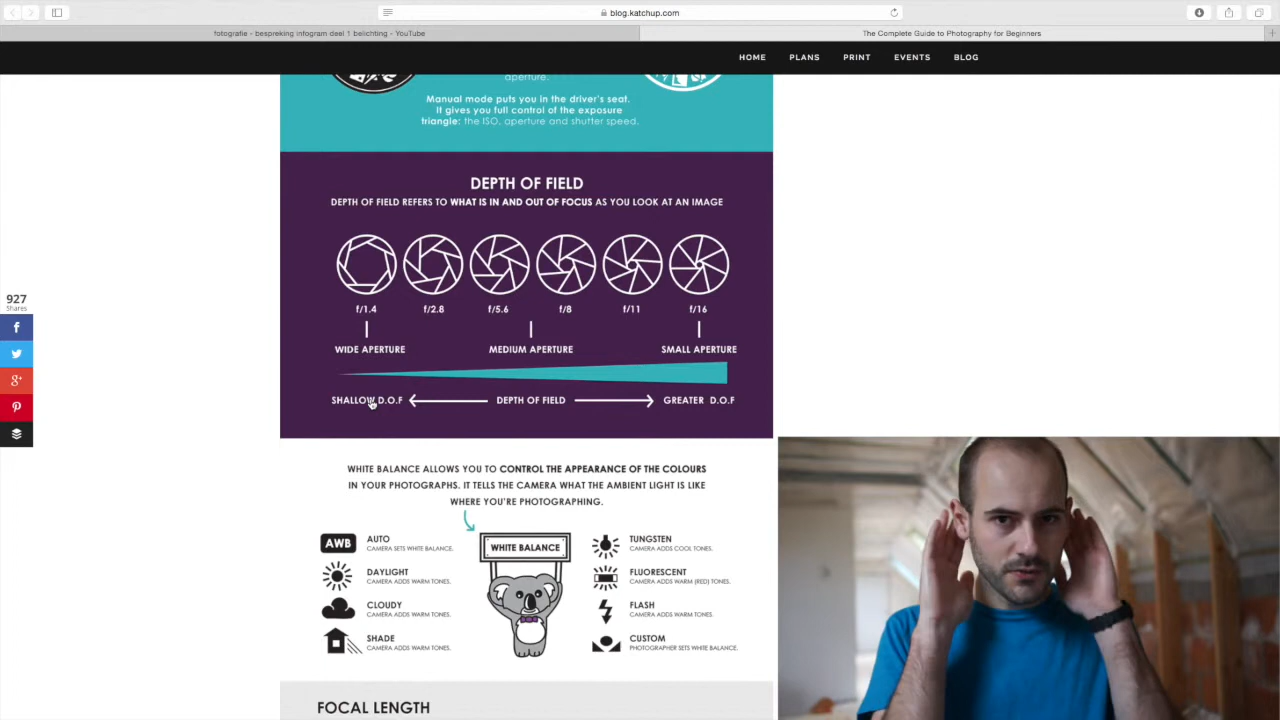 blog.katchup.com
fotografie - bespreking infogram deel 1 belichting - YouTube
The Complete Guide to Photography for Beginners
HOME PLANS PRINT EVENTS BLOG
aperture.
Manual mode puts you in the driver's seat.
It gives you full control of the exposure
triangle: the ISO, aperture and shutter speed.
DEPTH OF FIELD
DEPTH OF FIELD REFERS TO WHAT IS IN AND OUT OF FOCUS AS YOU LOOK AT AN IMAGE
f/1.4 f/2.8 f/5.6 f/8 f/11 f/16
WIDE APERTURE MEDIUM APERTURE SMALL APERTURE
SHALLOW D.O.F DEPTH OF FIELD GREATER D.O.F
927
Shares
WHITE BALANCE ALLOWS YOU TO CONTROL THE APPEARANCE OF THE COLOURS
IN YOUR PHOTOGRAPHS. IT TELLS THE CAMERA WHAT THE AMBIENT LIGHT IS LIKE
WHERE YOU'RE PHOTOGRAPHING.
WHITE BALANCE
AWB
AUTO
CAMERA SETS WHITE BALANCE.
DAYLIGHT
CAMERA ADDS WARM TONES.
CLOUDY
CAMERA ADDS WARM TONES.
SHADE
CAMERA ADDS WARM TONES.
TUNGSTEN
CAMERA ADDS COOL TONES.
FLUORESCENT
CAMERA ADDS WARM (RED) TONES.
FLASH
CAMERA ADDS WARM TONES.
CUSTOM
PHOTOGRAPHER SETS WHITE BALANCE.
FOCAL LENGTH